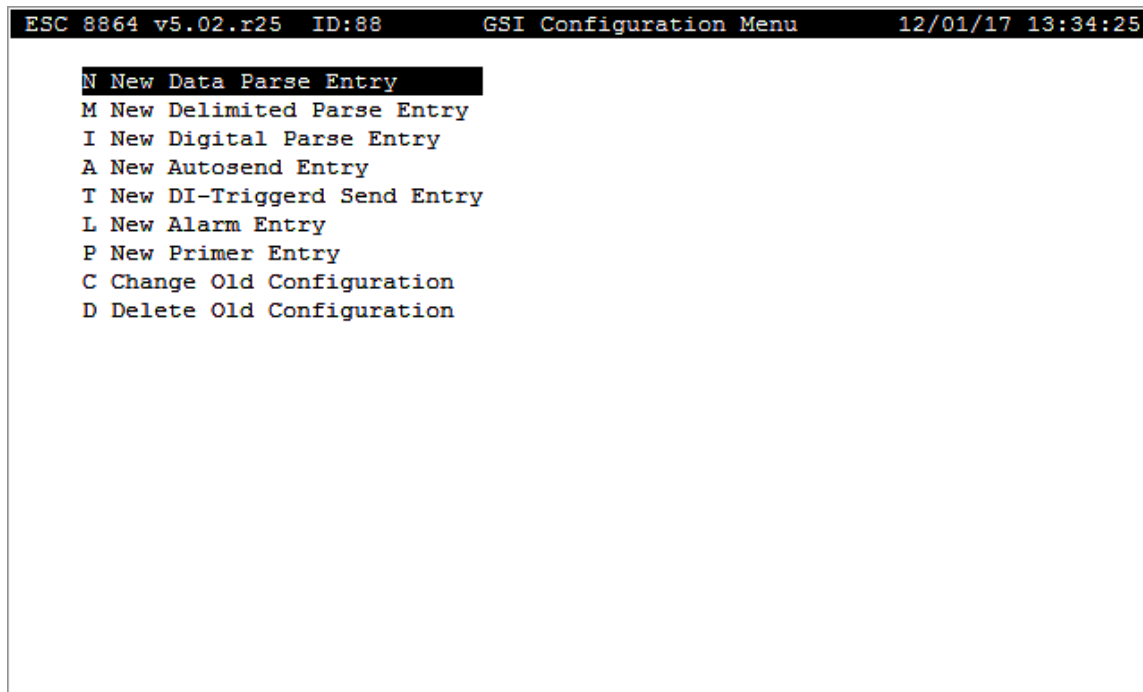 ESC 8864 v5.02.r25 ID:88 GSI Configuration Menu 12/01/17 13:34:25
N New Data Parse Entry
M New Delimited Parse Entry
I New Digital Parse Entry
A New Autosend Entry
T New DI-Triggerd Send Entry
L New Alarm Entry
P New Primer Entry
C Change Old Configuration
D Delete Old Configuration